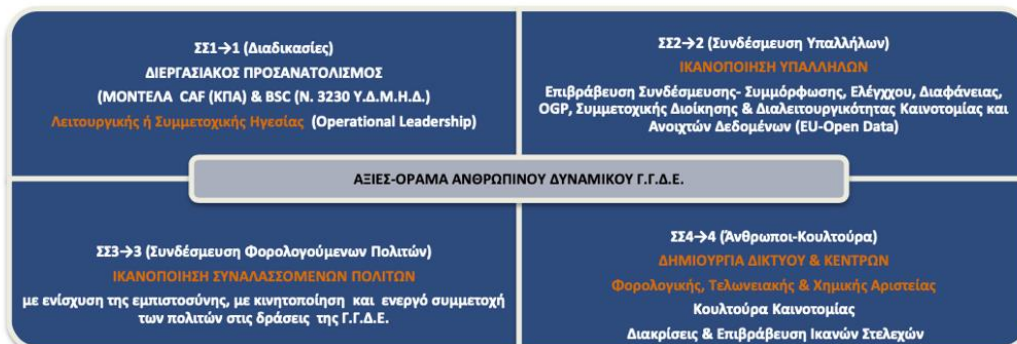 ΣΣ1→1 (Διαδικασίες)
ΔΙΕΡΓΑΣΙΑΚΟΣ ΠΡΟΣΑΝΑΤΟΛΙΣΜΟΣ
(ΜΟΝΤΕΛΑ CAF (ΚΠΑ) & BSC (Ν. 3230 Υ.Δ.Μ.Η.Δ.)
Λειτουργικής ή Συμμετοχικής Ηγεσίας (Operational Leadership)
ΣΣ2→2 (Συνδέσμευση Υπαλλήλων)
ΙΚΑΝΟΠΟΙΗΣΗ ΥΠΑΛΛΗΛΩΝ
Επιβράβευση Συνδέσμευσης- Συμμόρφωσης, Ελέγχχου, Διαφάνειας,
OGP, Συμμετοχικής Διοίκησης & Διαλειτουργικότητας Καινοτομίας και
Ανοιχτών Δεδομένων (EU-Open Data)
ΑΞΙΕΣ-ΟΡΑΜΑ ΑΝΘΡΩΠΙΝΟΥ ΔΥΝΑΜΙΚΟΥ Γ.Γ.Δ.Ε.
ΣΣ3→3 (Συνδέσμευση Φορολογούμενων Πολιτών)
ΙΚΑΝΟΠΟΙΗΣΗ ΣΥΝΑΛΑΣΣΟΜΕΝΩΝ ΠΟΛΙΤΩΝ
με ενίσχυση της εμπιστοσύνης, με κινητοποίηση και ενεργό συμμετοχή
των πολιτών στις δράσεις της Γ.Γ.Δ.Ε.
ΣΣ4→4 (Άνθρωποι-Κουλτούρα)
ΔΗΜΙΟΥΡΓΙΑ ΔΙΚΤΥΟΥ & ΚΕΝΤΡΩΝ
Φορολογικής, Τελωνειακής & Χημικής Αριστείας
Κουλτούρα Καινοτομίας
Διακρίσεις & Επιβράβευση Ικανών Στελεχών